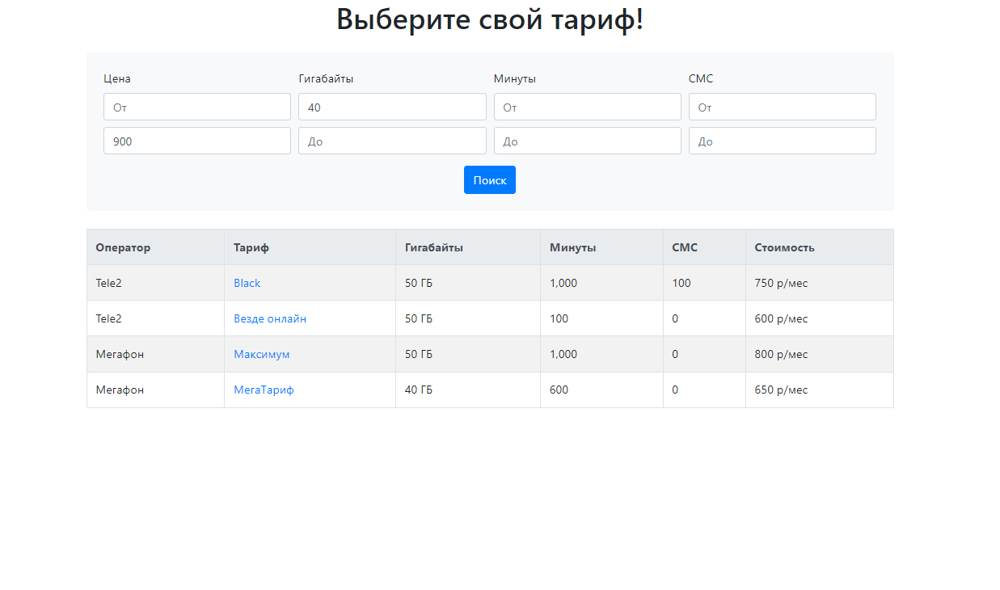 Выберите свой тариф!
Цена Гигабайты Минуты СМС
От 40 От От
900 До До До
Поиск
Оператор Тариф Гигабайты Минуты СМС Стоимость
Tele2 Black 50 ГБ 1,000 100 750 р/мес
Tele2 Везде онлайн 50 ГБ 100 0 600 р/мес
Мегафон Максимум 50 ГБ 1,000 0 800 р/мес
Мегафон МегаТариф 40 ГБ 600 0 650 р/мес